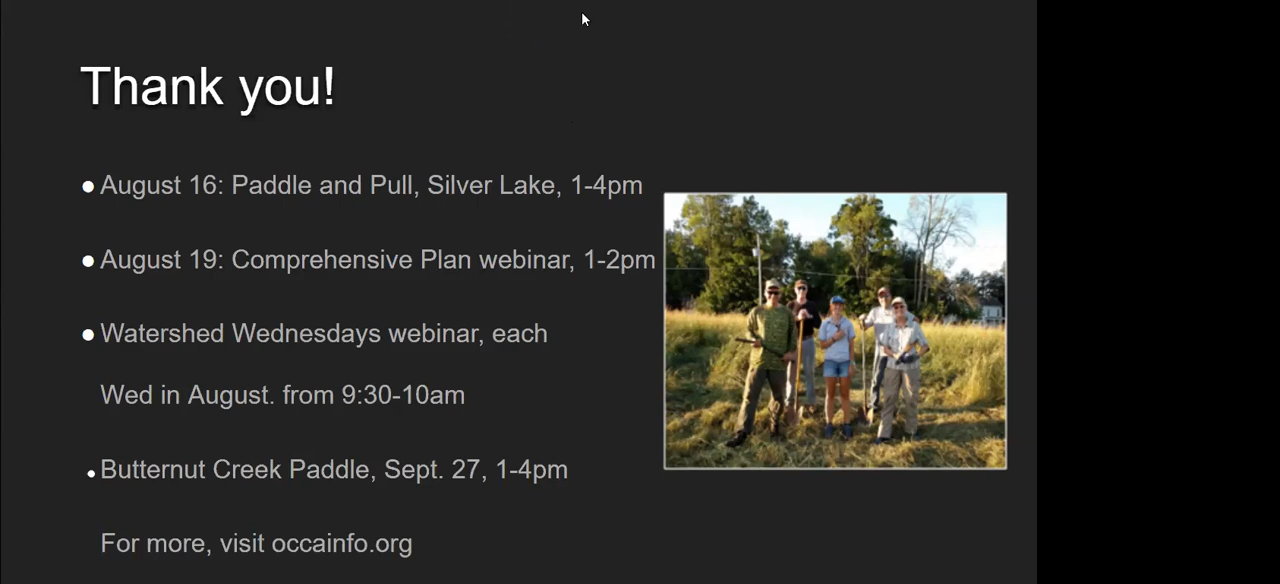 Thank you!
August 16: Paddle and Pull, Silver Lake, 1-4pm
August 19: Comprehensive Plan webinar, 1-2pm
Watershed Wednesdays webinar, each
Wed in August. from 9:30-10am
Butternut Creek Paddle, Sept. 27, 1-4pm
For more, visit occainfo.org